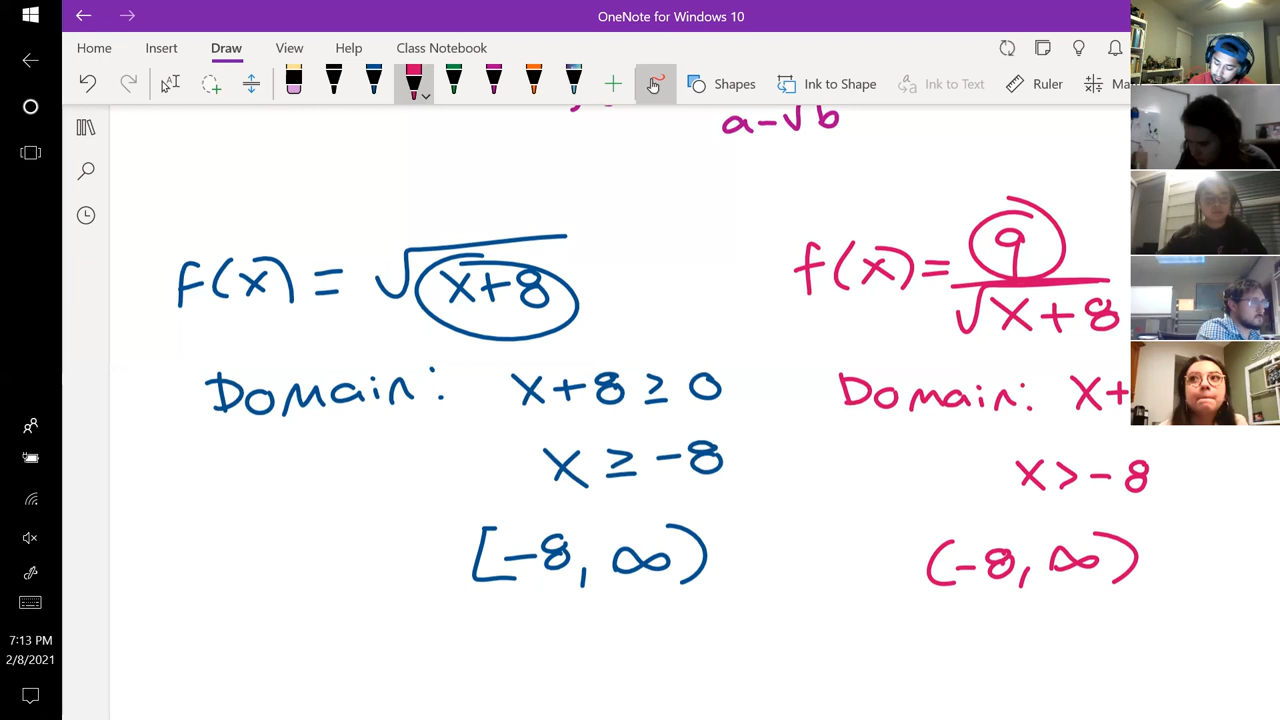 OneNote for Windows 10
Home Insert Draw View Help Class Notebook
Shapes Ink to Shape Ink to Text Ruler Ma
a-√b
f(x) = √x+8
f(x) = 9/√x+8
Domain: x+8 ≥ 0
Domain: x+
x ≥ -8
x > -8
[-8, ∞)
(-8, ∞)
7:13 PM
2/8/2021